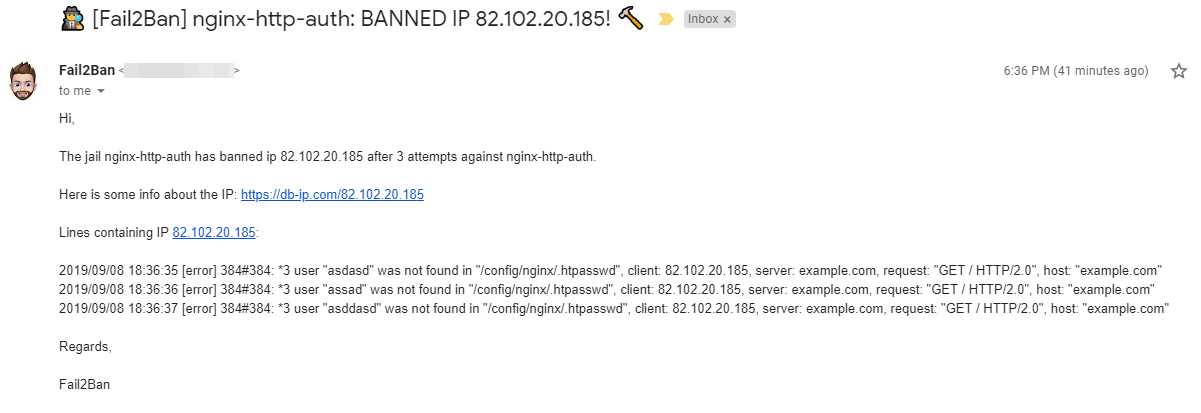 [Fail2Ban] nginx-http-auth: BANNED IP 82.102.20.185! Inbox ×
Fail2Ban < > 6:36 PM (41 minutes ago)
to me
Hi,
The jail nginx-http-auth has banned ip 82.102.20.185 after 3 attempts against nginx-http-auth.
Here is some info about the IP: https://db-ip.com/82.102.20.185
Lines containing IP 82.102.20.185:
2019/09/08 18:36:35 [error] 384#384: *3 user "asdasd" was not found in "/config/nginx/.htpasswd", client: 82.102.20.185, server: example.com, request: "GET / HTTP/2.0", host: "example.com"
2019/09/08 18:36:36 [error] 384#384: *3 user "assad" was not found in "/config/nginx/.htpasswd", client: 82.102.20.185, server: example.com, request: "GET / HTTP/2.0", host: "example.com"
2019/09/08 18:36:37 [error] 384#384: *3 user "asddasd" was not found in "/config/nginx/.htpasswd", client: 82.102.20.185, server: example.com, request: "GET / HTTP/2.0", host: "example.com"
Regards,
Fail2Ban